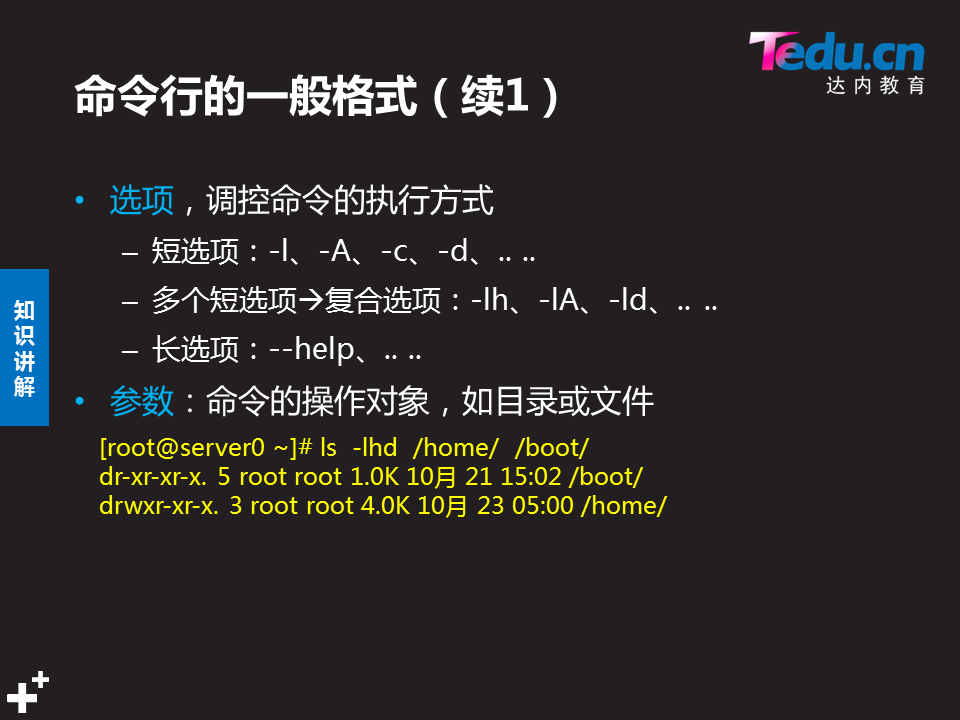 Tedu.cn
达内教育
命令行的一般格式（续1）
• 选项，调控命令的执行方式
– 短选项：-l、-A、-c、-d、.. ..
– 多个短选项→复合选项：-lh、-lA、-ld、.. ..
– 长选项：--help、.. ..
• 参数：命令的操作对象，如目录或文件
[root@server0 ~]# ls -lhd /home/ /boot/
dr-xr-xr-x. 5 root root 1.0K 10月 21 15:02 /boot/
drwxr-xr-x. 3 root root 4.0K 10月 23 05:00 /home/
知识讲解